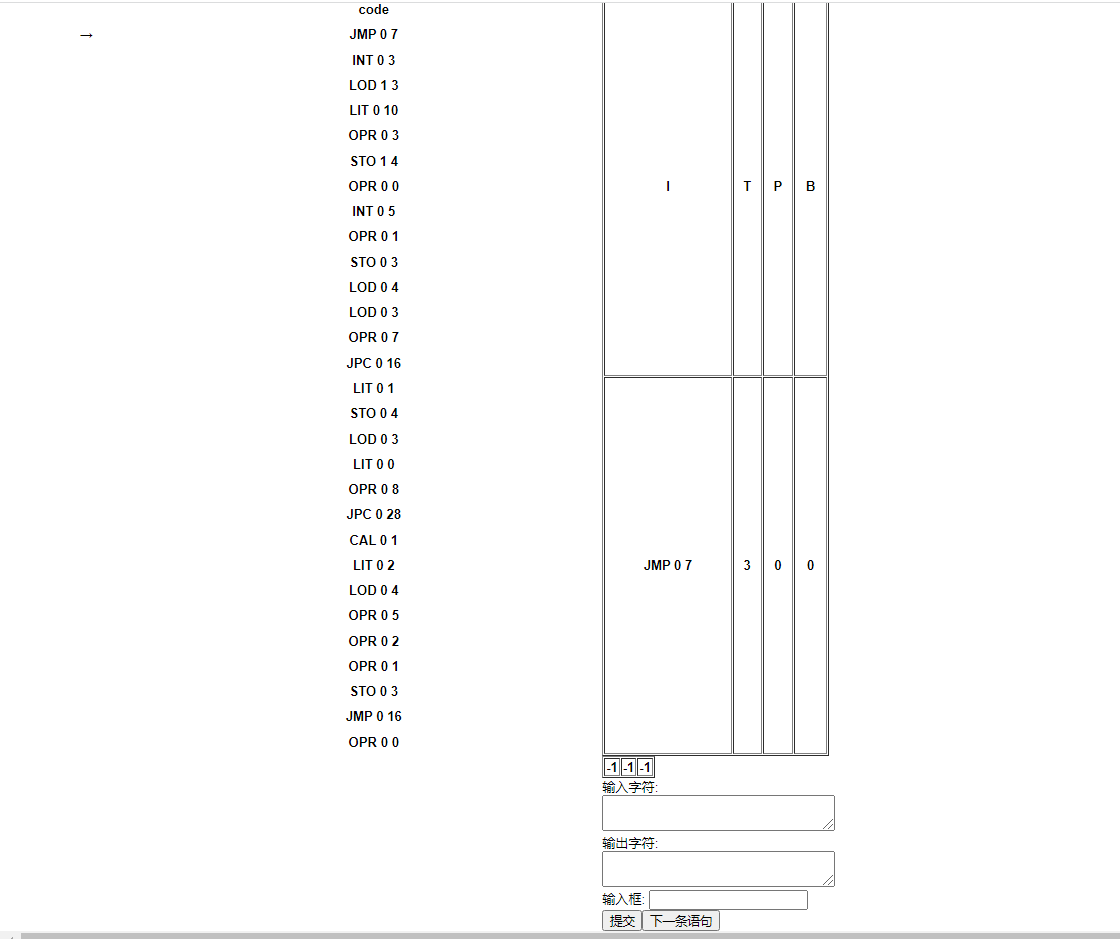 code
→ JMP 0 7
INT 0 3
LOD 1 3
LIT 0 10
OPR 0 3
STO 1 4
OPR 0 0
INT 0 5
OPR 0 1
STO 0 3
LOD 0 4
LOD 0 3
OPR 0 7
JPC 0 16
LIT 0 1
STO 0 4
LOD 0 3
LIT 0 0
OPR 0 8
JPC 0 28
CAL 0 1
LIT 0 2
LOD 0 4
OPR 0 5
OPR 0 2
OPR 0 1
STO 0 3
JMP 0 16
OPR 0 0
I T P B
JMP 0 7 3 0 0
-1 -1 -1
输入字符:
输出字符:
输入框:
提交 下一条语句